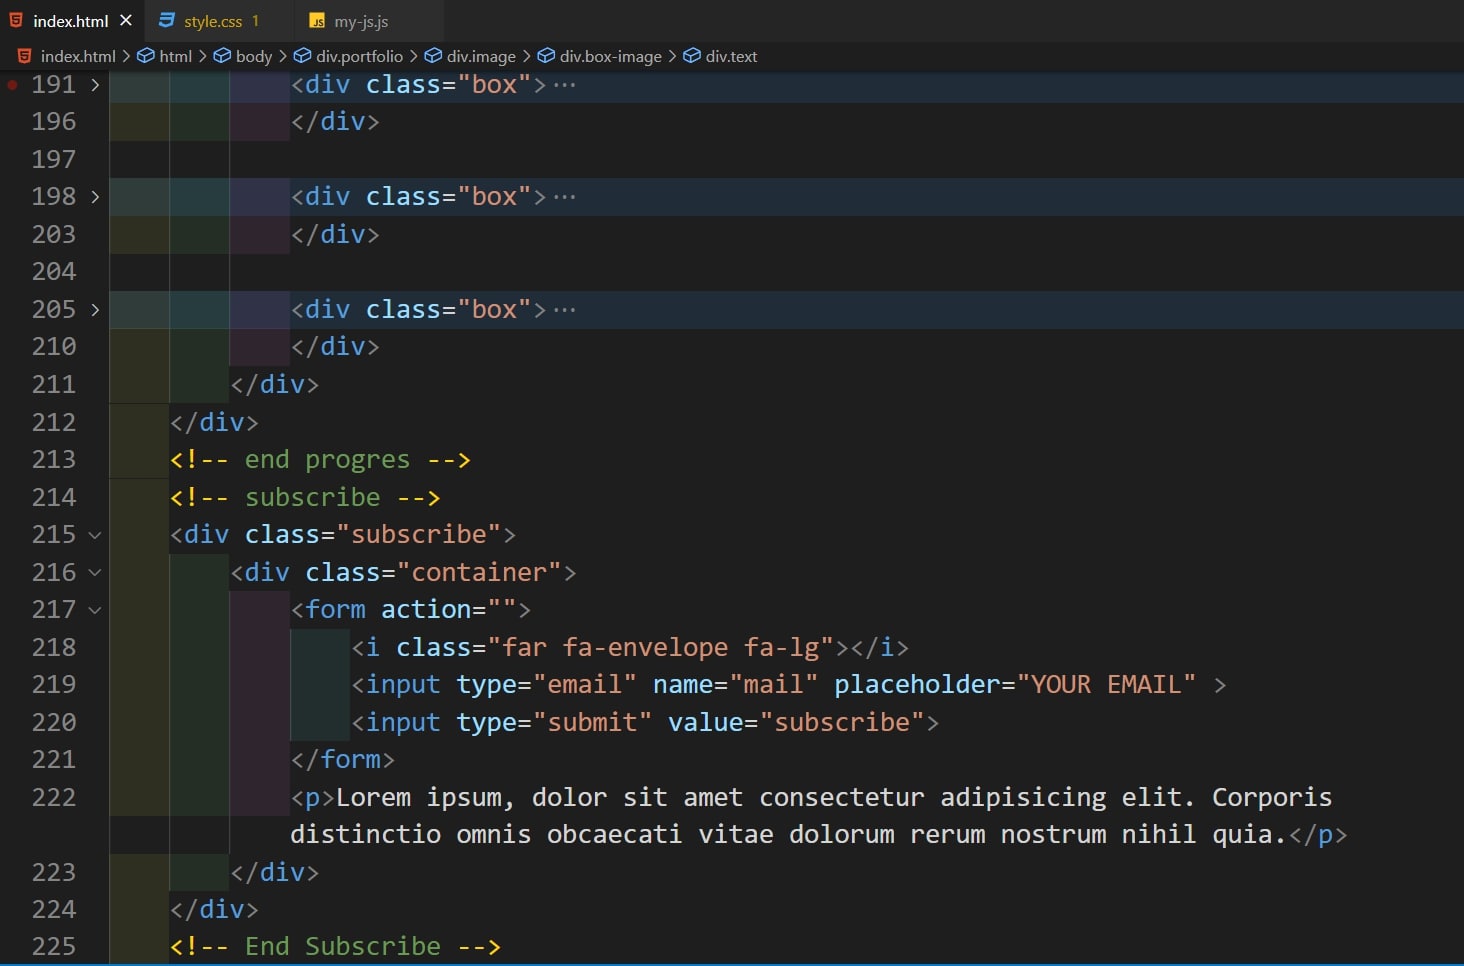 index.html × style.css 1 JS my-js.js
index.html > html > body > div.portfolio > div.image > div.box-image > div.text
191 > <div class="box">···
196 </div>
197
198 > <div class="box">···
203 </div>
204
205 > <div class="box">···
210 </div>
211 </div>
212 </div>
213 <!-- end progres -->
214 <!-- subscribe -->
215 <div class="subscribe">
216 <div class="container">
217 <form action="">
218 <i class="far fa-envelope fa-lg"></i>
219 <input type="email" name="mail" placeholder="YOUR EMAIL" >
220 <input type="submit" value="subscribe">
221 </form>
222 <p>Lorem ipsum, dolor sit amet consectetur adipisicing elit. Corporis
distinctio omnis obcaecati vitae dolorum rerum nostrum nihil quia.</p>
223 </div>
224 </div>
225 <!-- End Subscribe -->